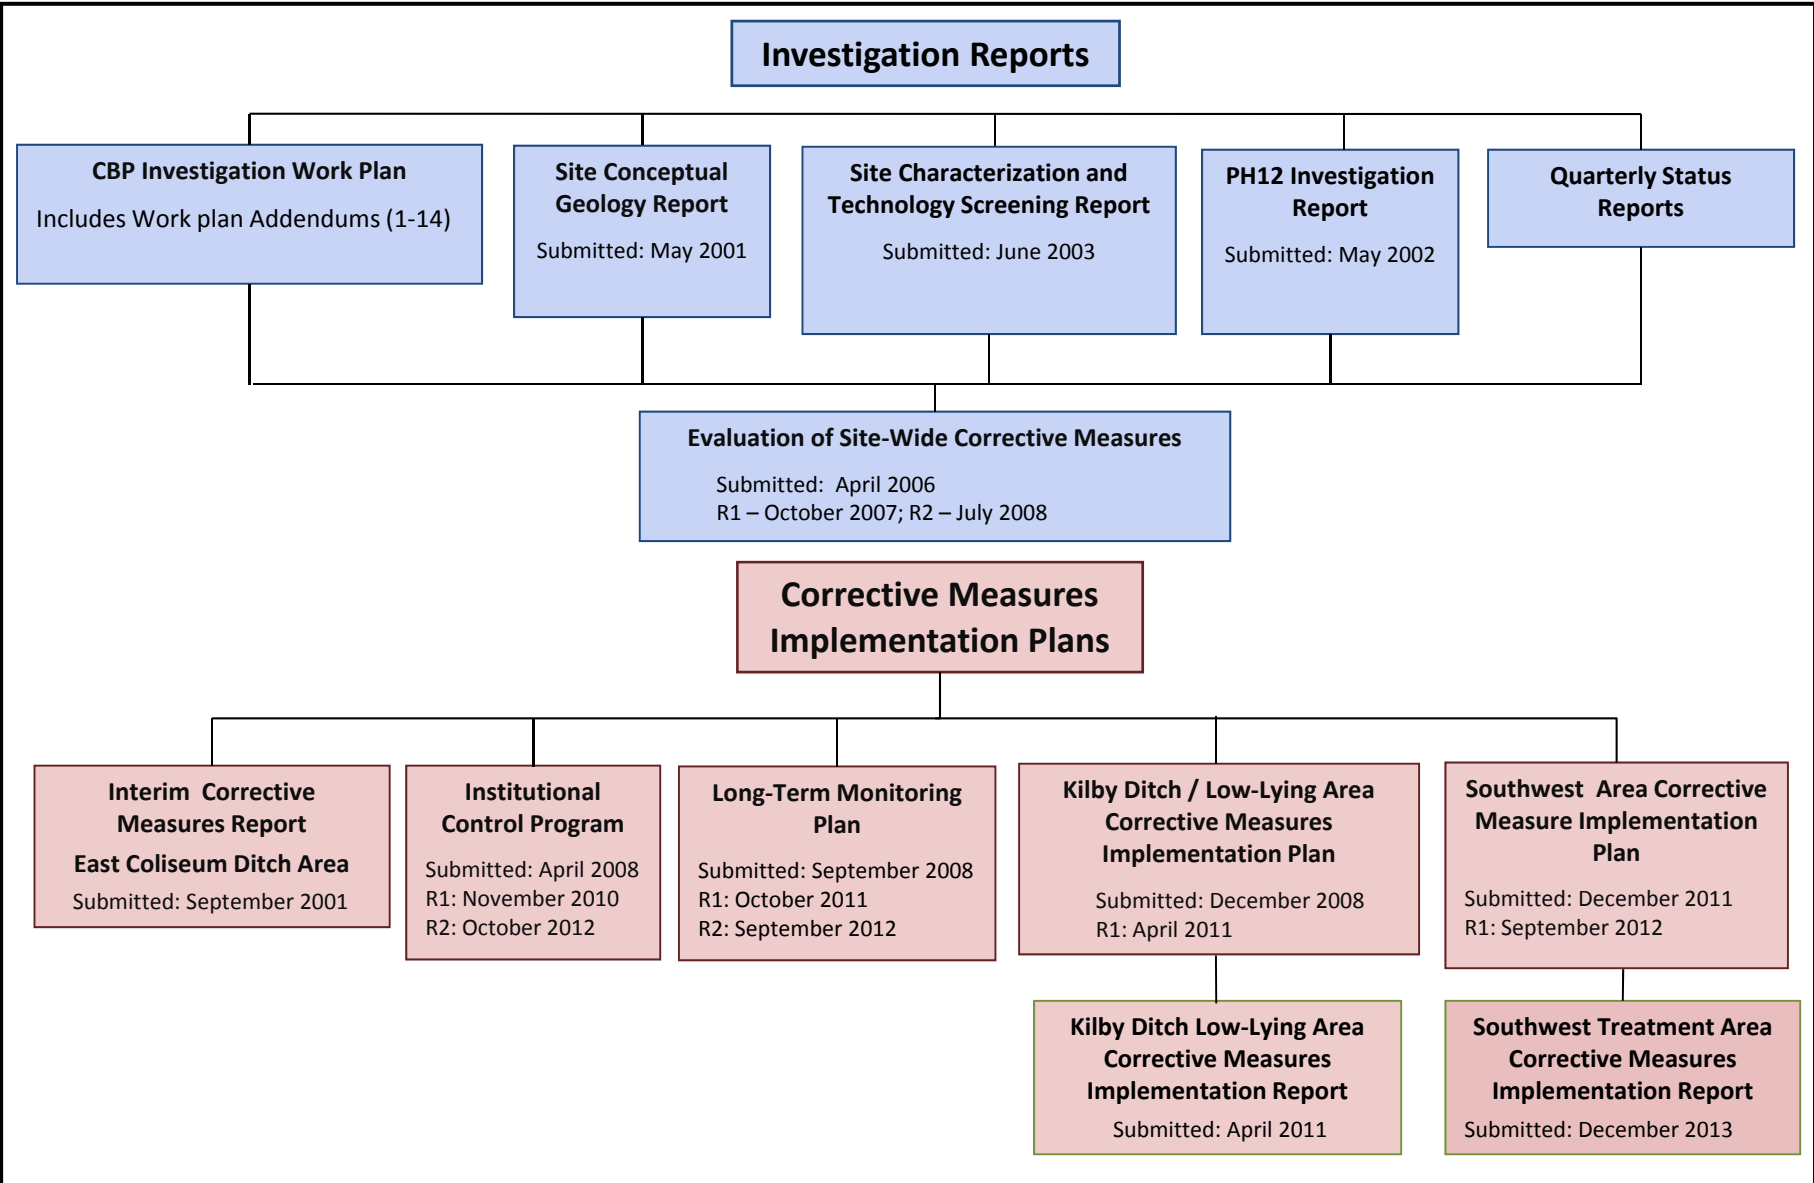 Investigation Reports
CBP Investigation Work Plan
Includes Work plan Addendums (1-14)
Site Conceptual
Geology Report
Submitted: May 2001
Site Characterization and
Technology Screening Report
Submitted: June 2003
PH12 Investigation
Report
Submitted: May 2002
Quarterly Status
Reports
Evaluation of Site-Wide Corrective Measures
Submitted: April 2006
R1 – October 2007; R2 – July 2008
Corrective Measures
Implementation Plans
Interim Corrective
Measures Report
East Coliseum Ditch Area
Submitted: September 2001
Institutional
Control Program
Submitted: April 2008
R1: November 2010
R2: October 2012
Long-Term Monitoring
Plan
Submitted: September 2008
R1: October 2011
R2: September 2012
Kilby Ditch / Low-Lying Area
Corrective Measures
Implementation Plan
Submitted: December 2008
R1: April 2011
Southwest Area Corrective
Measure Implementation
Plan
Submitted: December 2011
R1: September 2012
Kilby Ditch Low-Lying Area
Corrective Measures
Implementation Report
Submitted: April 2011
Southwest Treatment Area
Corrective Measures
Implementation Report
Submitted: December 2013